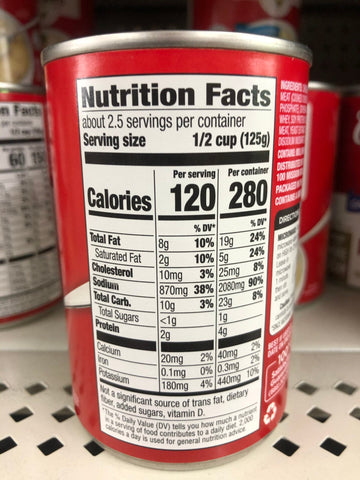 Nutrition Facts
about 2.5 servings per container
Serving size 1/2 cup (125g)
Per serving Per container
Calories 120 280
% DV* % DV*
Total Fat 8g 10% 19g 24%
Saturated Fat 2g 10% 5g 24%
Cholesterol 10mg 3% 25mg 8%
Sodium 870mg 38% 2080mg 90%
Total Carb. 10g 3% 23g 8%
Total Sugars <1g 1g
Protein 2g 4g
Calcium 20mg 2% 40mg 2%
Iron 0.1mg 0% 0.3mg 2%
Potassium 180mg 4% 440mg 10%
Not a significant source of trans fat, dietary
fiber, added sugars, vitamin D.
*The % Daily Value (DV) tells you how much a nutrient
in a serving of food contributes to a daily diet. 2,000
calories a day is used for general nutrition advice.